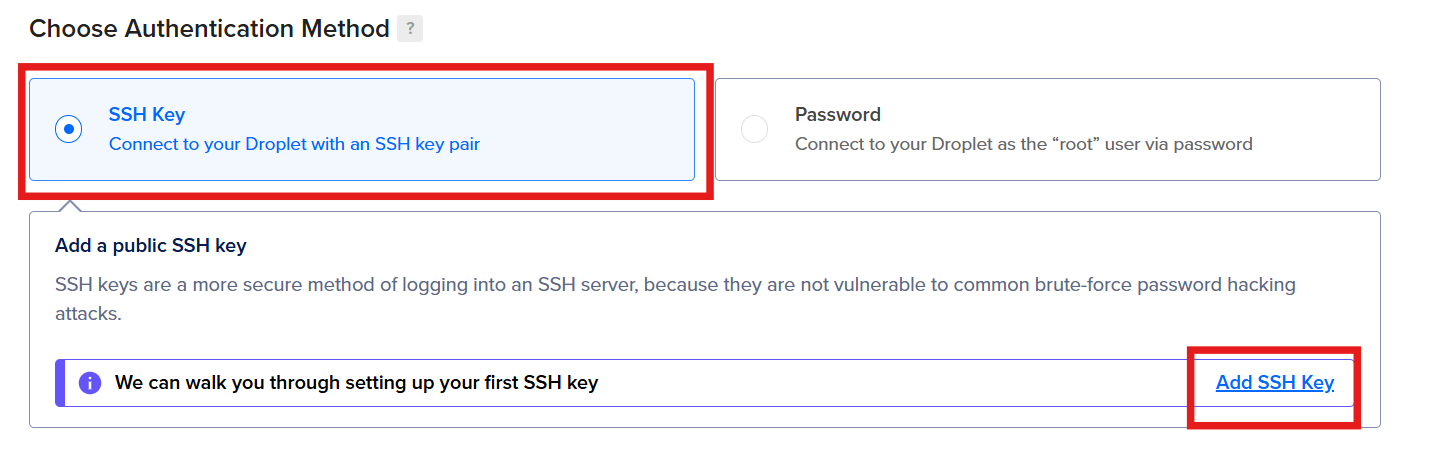 Choose Authentication Method ?
SSH Key
Connect to your Droplet with an SSH key pair
Password
Connect to your Droplet as the “root” user via password
Add a public SSH key
SSH keys are a more secure method of logging into an SSH server, because they are not vulnerable to common brute-force password hacking
attacks.
We can walk you through setting up your first SSH key
Add SSH Key